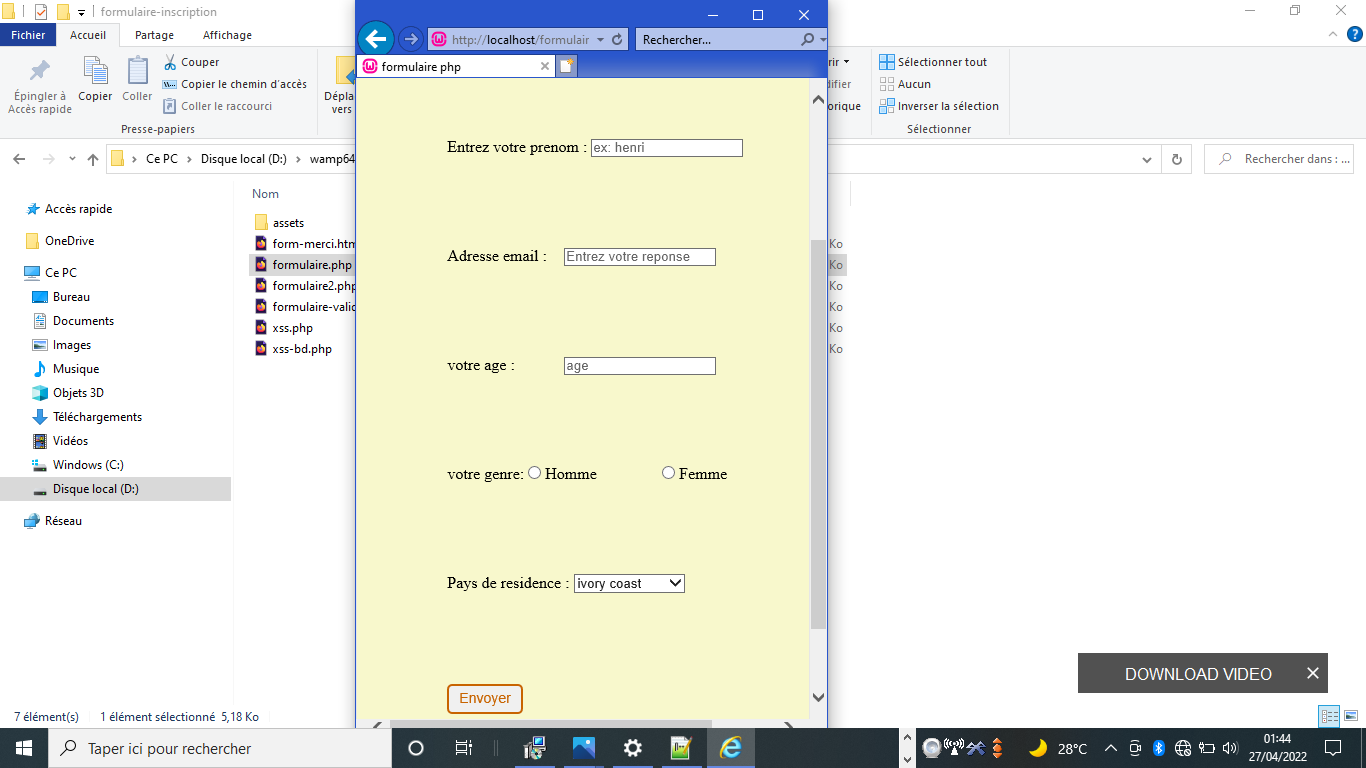 formulaire-inscription
Fichier
Accueil
Partage
Affichage
Épingler à
Accès rapide
Copier
Coller
Couper
Copier le chemin d'accès
Coller le raccourci
Presse-papiers
Sélectionner tout
Aucun
Inverser la sélection
Sélectionner
Ce PC
Disque local (D:)
wamp64
Rechercher dans : ...
Accès rapide
OneDrive
Ce PC
Bureau
Documents
Images
Musique
Objets 3D
Téléchargements
Vidéos
Windows (C:)
Disque local (D:)
Réseau
Nom
assets
form-merci.htm
formulaire.php
formulaire2.php
formulaire-valid
xss.php
xss-bd.php
Ko
Ko
Ko
Ko
Ko
Ko
http://localhost/formulair
Rechercher...
formulaire php
Entrez votre prenom : ex: henri
Adresse email : Entrez votre reponse
votre age : age
votre genre: Homme Femme
Pays de residence : ivory coast
Envoyer
DOWNLOAD VIDEO
7 élément(s)
1 élément sélectionné 5,18 Ko
Taper ici pour rechercher
28°C
01:44
27/04/2022